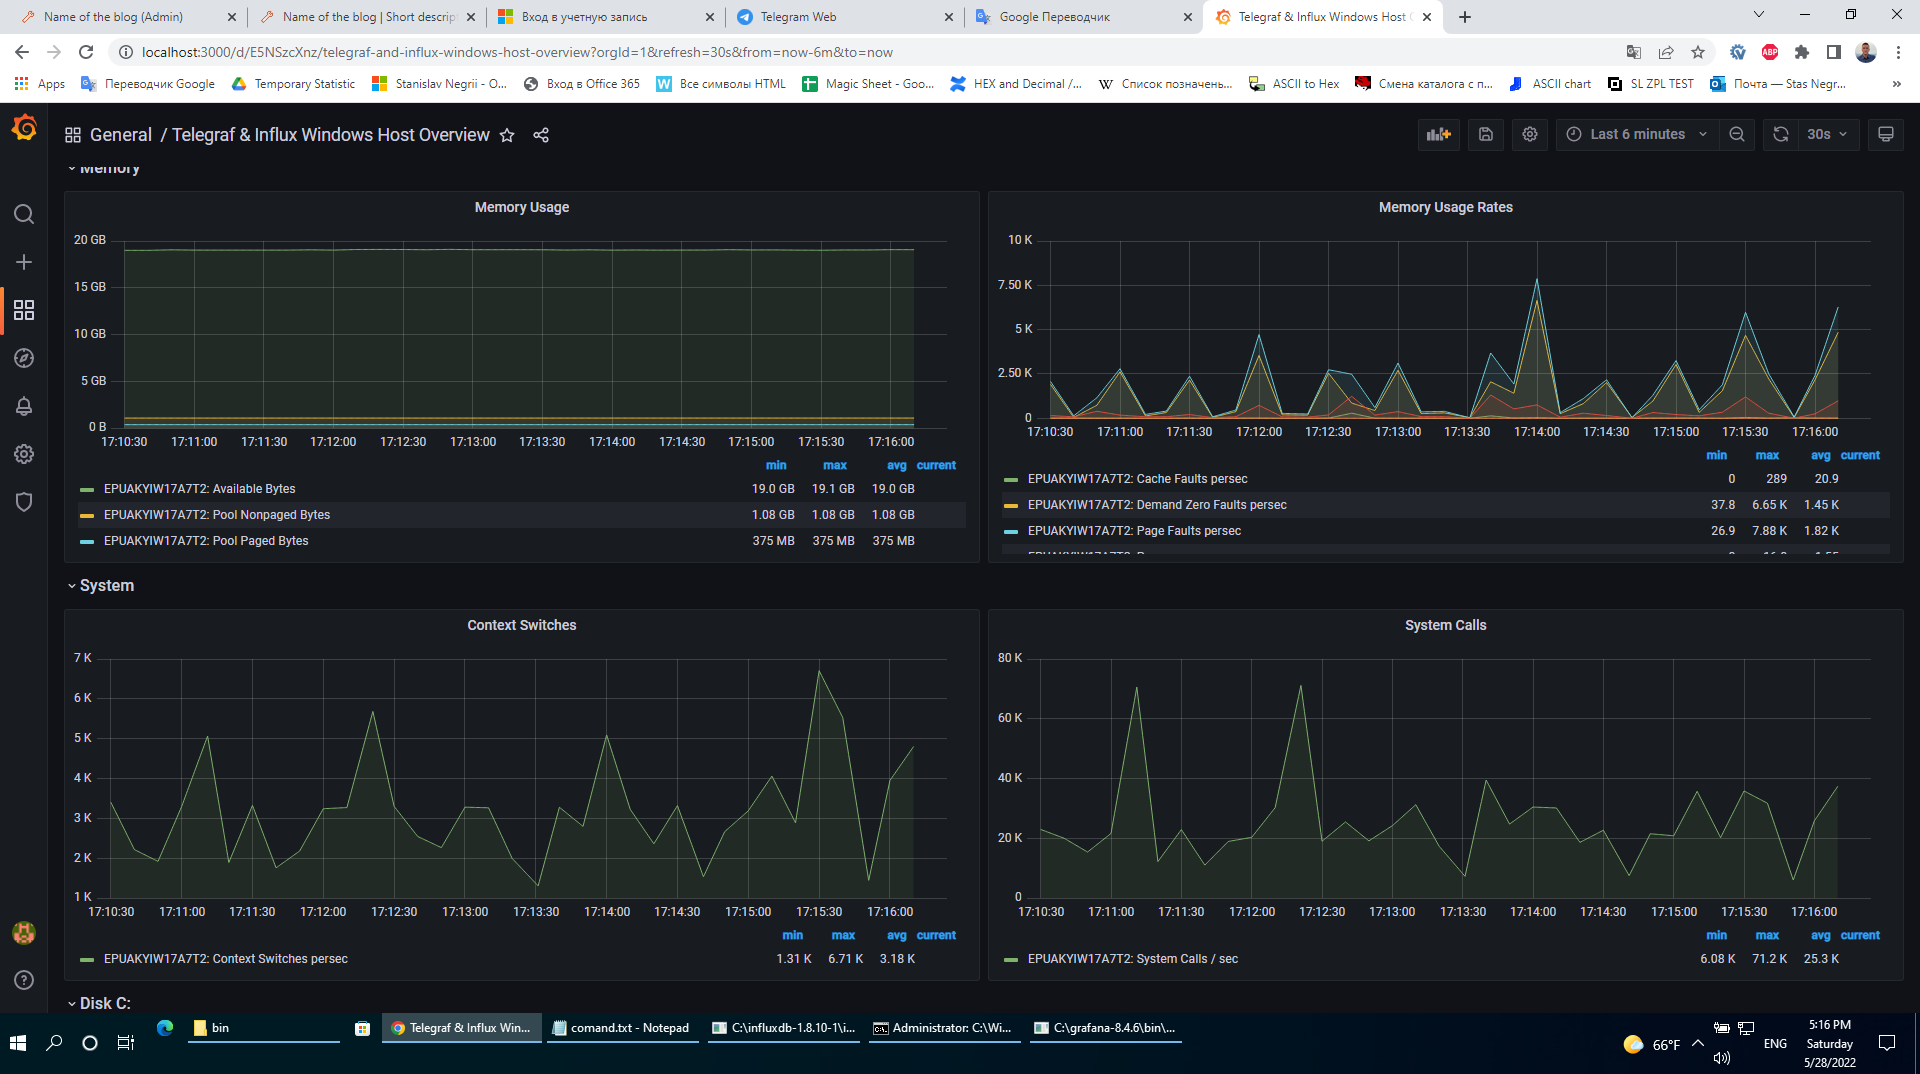 Name of the blog (Admin)
Name of the blog | Short descrip
Вход в учетную запись
Telegram Web
Google Переводчик
Telegraf & Influx Windows Host
localhost:3000/d/E5NSzcXnz/telegraf-and-influx-windows-host-overview?orgId=1&refresh=30s&from=now-6m&to=now
ABP
Apps
Переводчик Google
Temporary Statistic
Stanislav Negrii - O...
Вход в Office 365
Все символы HTML
Magic Sheet - Goo...
HEX and Decimal /...
Список позначень...
ASCII to Hex
Смена каталога с п...
ASCII chart
SL ZPL TEST
Почта — Stas Negr...
»
General / Telegraf & Influx Windows Host Overview
Last 6 minutes
30s
Memory
Memory Usage
20 GB
15 GB
10 GB
5 GB
0 B
17:10:30 17:11:00 17:11:30 17:12:00 17:12:30 17:13:00 17:13:30 17:14:00 17:14:30 17:15:00 17:15:30 17:16:00
min max avg current
EPUAKYIW17A7T2: Available Bytes 19.0 GB 19.1 GB 19.0 GB
EPUAKYIW17A7T2: Pool Nonpaged Bytes 1.08 GB 1.08 GB 1.08 GB
EPUAKYIW17A7T2: Pool Paged Bytes 375 MB 375 MB 375 MB
Memory Usage Rates
10 K
7.50 K
5 K
2.50 K
0
17:10:30 17:11:00 17:11:30 17:12:00 17:12:30 17:13:00 17:13:30 17:14:00 17:14:30 17:15:00 17:15:30 17:16:00
min max avg current
EPUAKYIW17A7T2: Cache Faults persec 0 289 20.9
EPUAKYIW17A7T2: Demand Zero Faults persec 37.8 6.65 K 1.45 K
EPUAKYIW17A7T2: Page Faults persec 26.9 7.88 K 1.82 K
System
Context Switches
7 K
6 K
5 K
4 K
3 K
2 K
1 K
17:10:30 17:11:00 17:11:30 17:12:00 17:12:30 17:13:00 17:13:30 17:14:00 17:14:30 17:15:00 17:15:30 17:16:00
min max avg current
EPUAKYIW17A7T2: Context Switches persec 1.31 K 6.71 K 3.18 K
System Calls
80 K
60 K
40 K
20 K
0
17:10:30 17:11:00 17:11:30 17:12:00 17:12:30 17:13:00 17:13:30 17:14:00 17:14:30 17:15:00 17:15:30 17:16:00
min max avg current
EPUAKYIW17A7T2: System Calls / sec 6.08 K 71.2 K 25.3 K
Disk C:
bin
Telegraf & Influx Win...
comand.txt - Notepad
C:\influxdb-1.8.10-1\i...
Administrator: C:\Wi...
C:\grafana-8.4.6\bin\...
66°F
ENG
5:16 PM
Saturday
5/28/2022